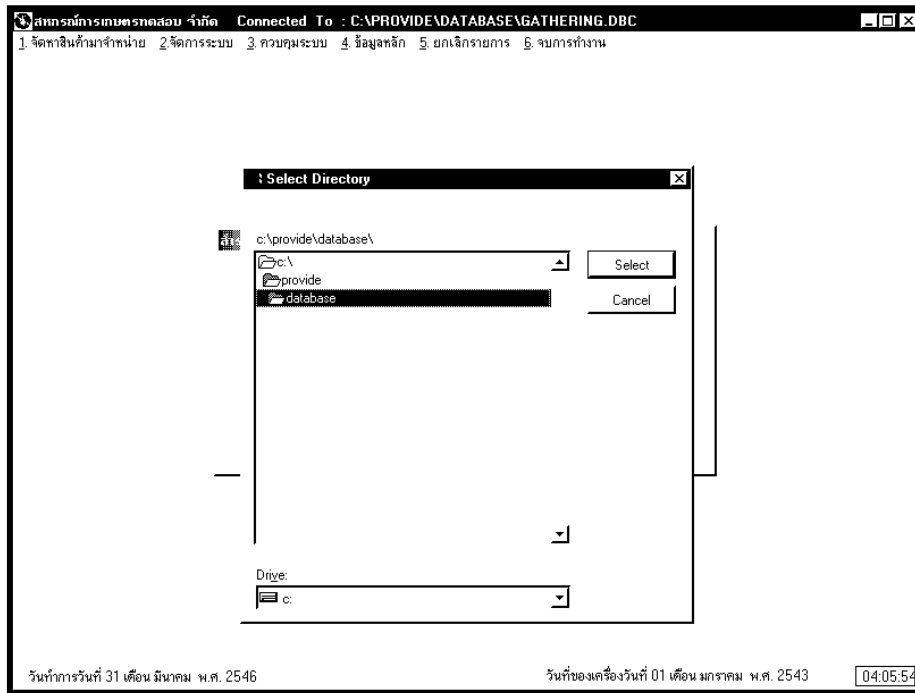 สหกรณ์การเกษตรทดสอบ จำกัด Connected To : C:\PROVIDE\DATABASE\GATHERING.DBC
1. จัดหาสินค้ามาจำหน่าย 2.จัดการระบบ 3. ควบคุมระบบ 4. ข้อมูลหลัก 5. ยกเลิกรายการ 6. จบการทำงาน
Select Directory
c:\provide\database\
c:\
Select
provide
database
Cancel
Drive:
c:
วันทำการวันที่ 31 เดือน มีนาคม พ.ศ. 2546 วันที่ของเครื่องวันที่ 01 เดือน มกราคม พ.ศ. 2543 04:05:54